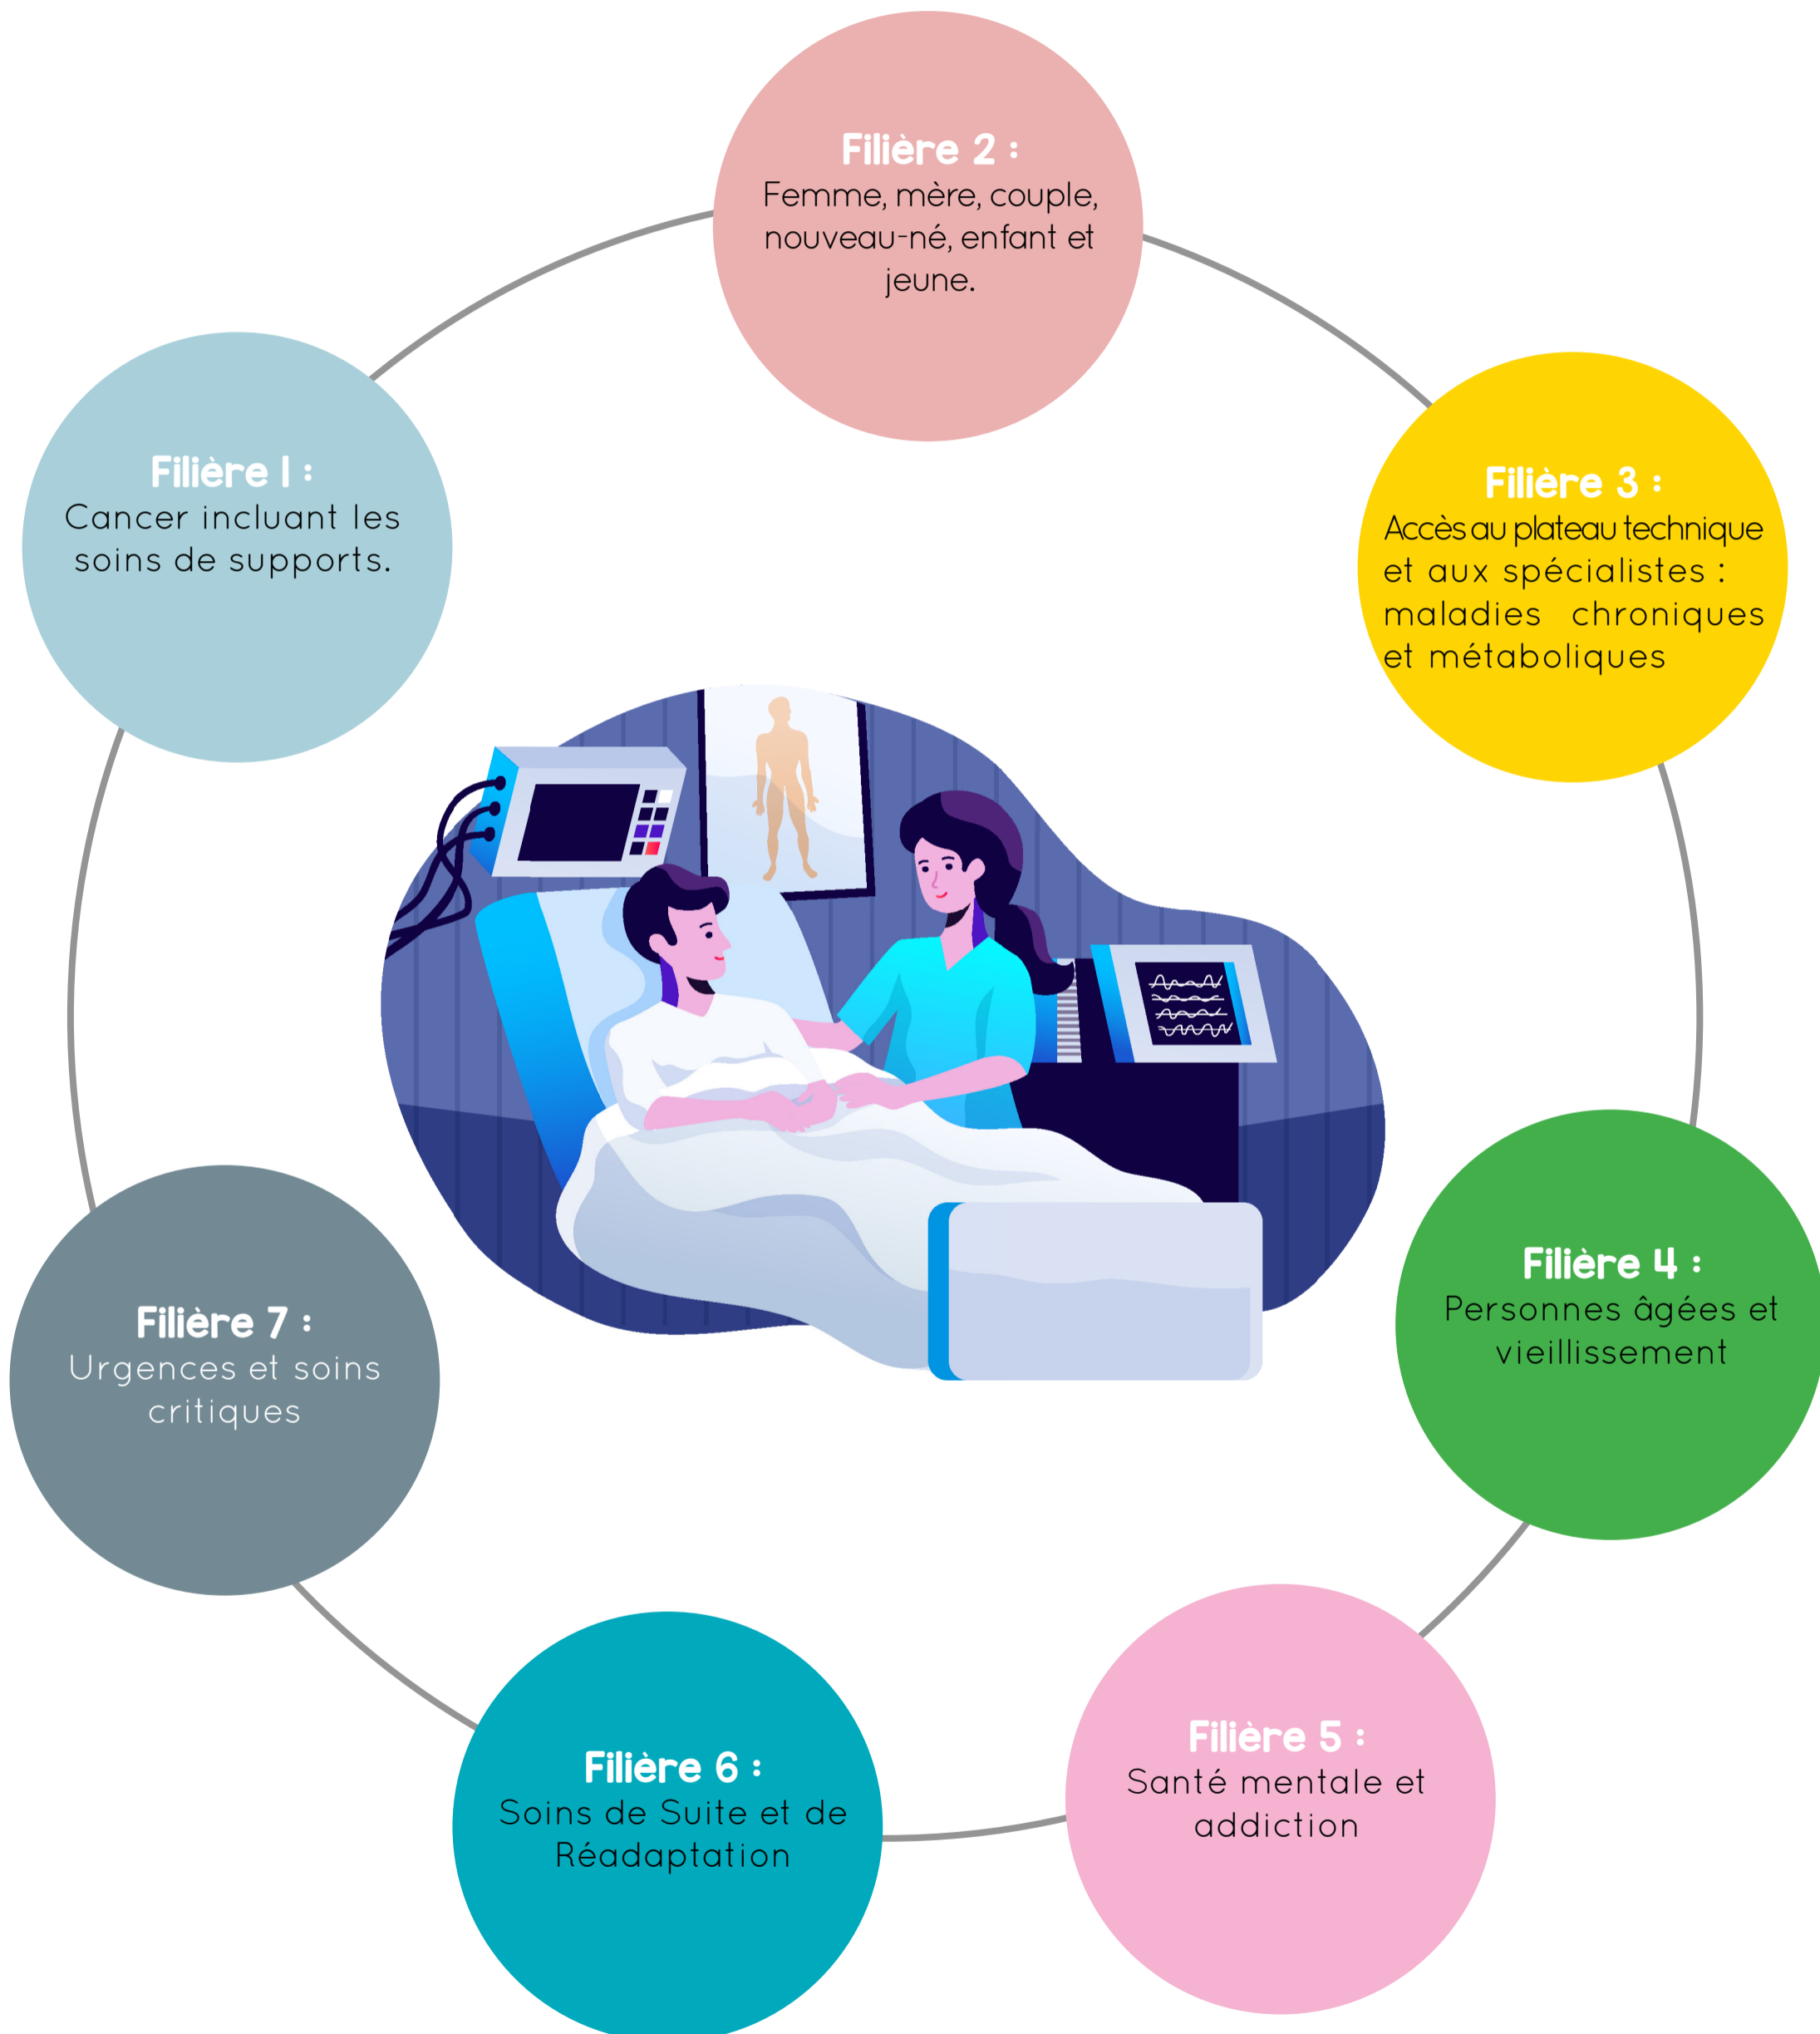 Filière 1 :
Cancer incluant les
soins de supports.
Filière 2 :
Femme, mère, couple,
nouveau-né, enfant et
jeune.
Filière 3 :
Accès au plateau technique
et aux spécialistes :
maladies chroniques
et métaboliques
Filière 4 :
Personnes âgées et
vieillissement
Filière 5 :
Santé mentale et
addiction
Filière 6 :
Soins de Suite et de
Réadaptation
Filière 7 :
Urgences et soins
critiques